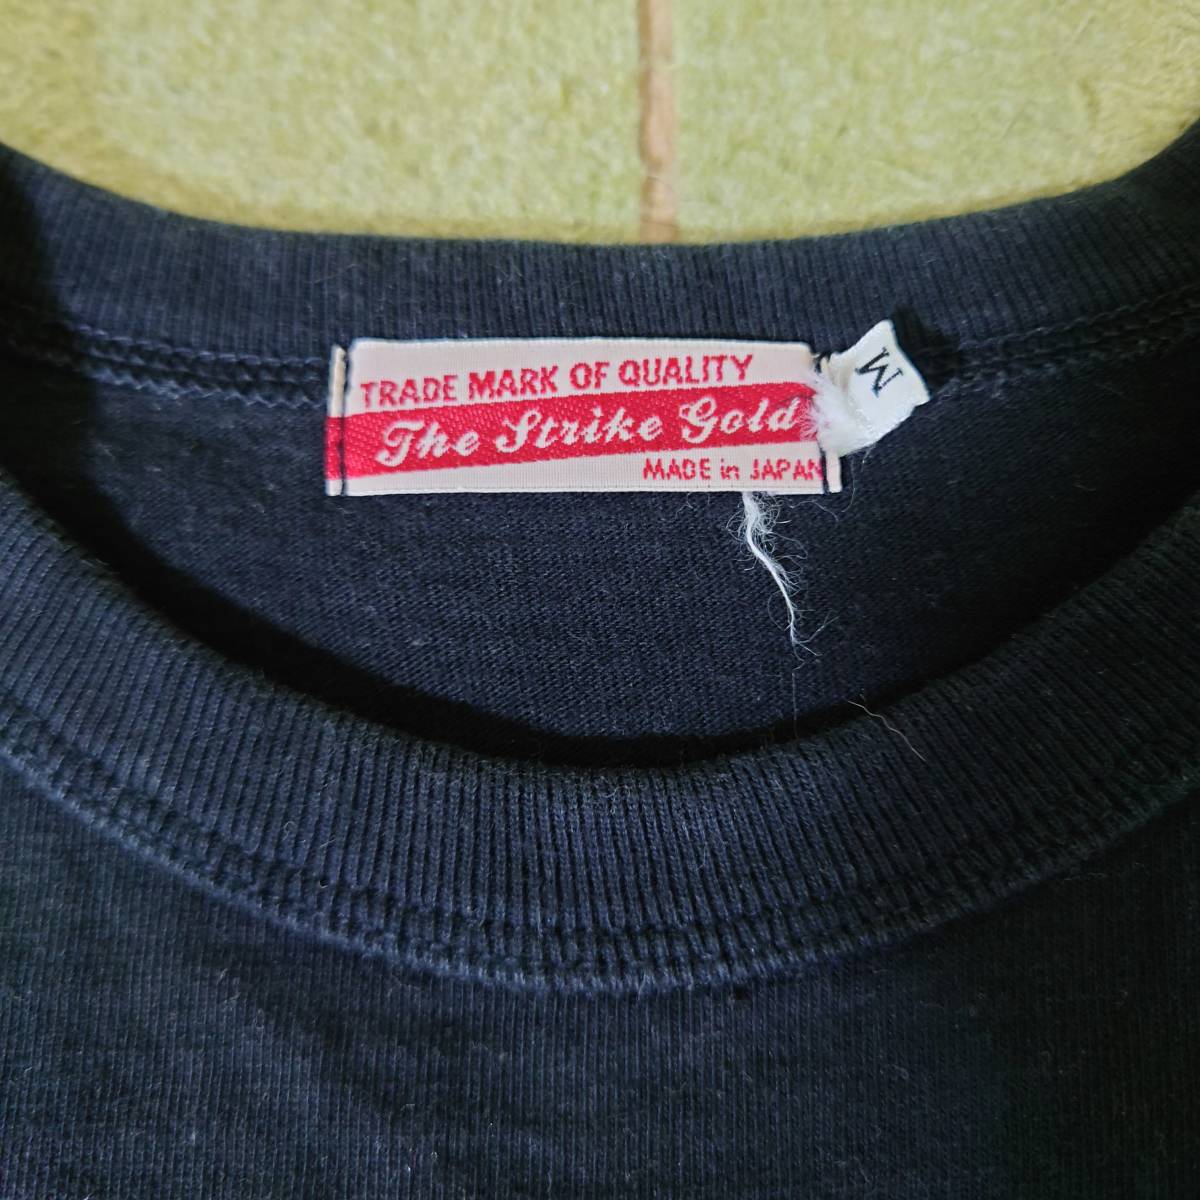 TRADE MARK OF QUALITY
The Strike Gold
MADE in JAPAN
M